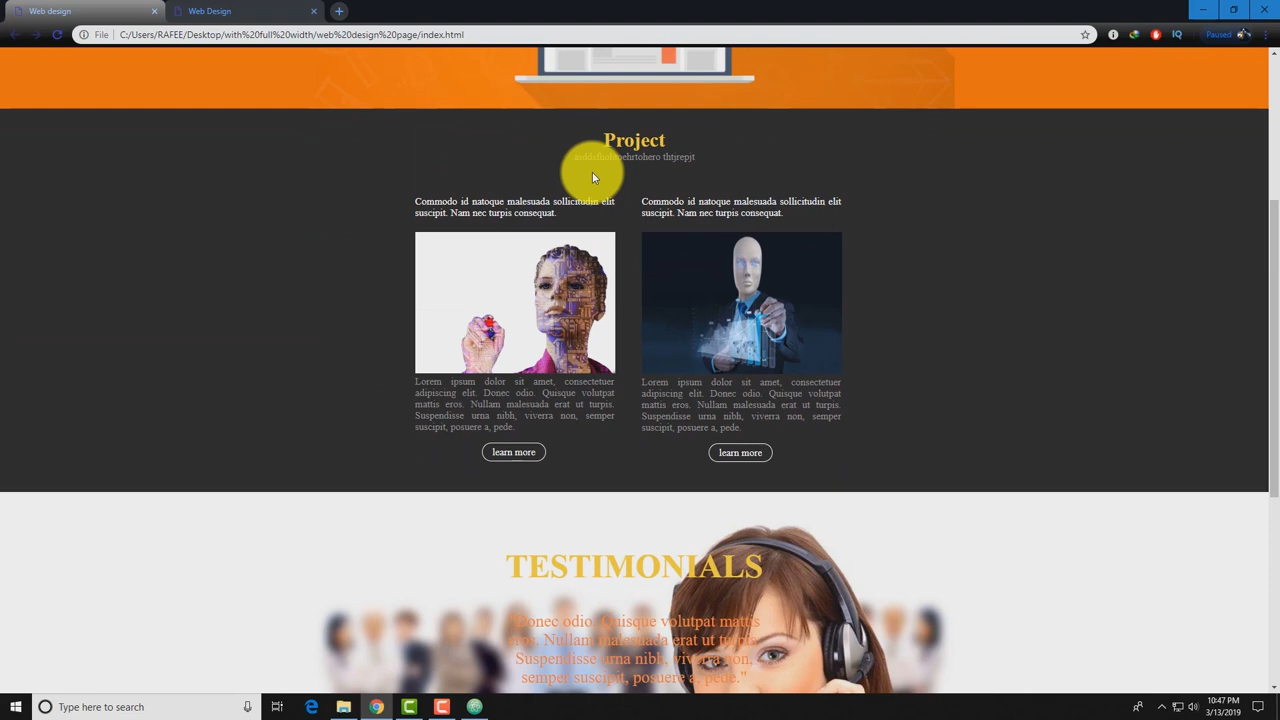 Web design
Web Design
File
C:/Users/RAFEE/Desktop/with%20full%20width/web%20design%20page/index.html
IQ
Paused
Project
thtjrepjt
Commodo id natoque malesuada sollicitudin elit
suscipit. Nam nec turpis consequat.
Lorem ipsum dolor sit amet, consectetuer
adipiscing elit. Donec odio. Quisque volutpat
mattis eros. Nullam malesuada erat ut turpis.
Suspendisse urna nibh, viverra non, semper
suscipit, posuere a, pede.
learn more
Commodo id natoque malesuada sollicitudin elit
suscipit. Nam nec turpis consequat.
Lorem ipsum dolor sit amet, consectetuer
adipiscing elit. Donec odio. Quisque volutpat
mattis eros. Nullam malesuada erat ut turpis.
Suspendisse urna nibh, viverra non, semper
suscipit, posuere a, pede.
learn more
TESTIMONIALS
"Donec odio. Quisque volutpat mattis
eros. Nullam malesuada erat ut turpis.
Suspendisse urna nibh, viverra non,
semper suscipit, posuere a, pede."
Type here to search
10:47 PM
3/13/2019